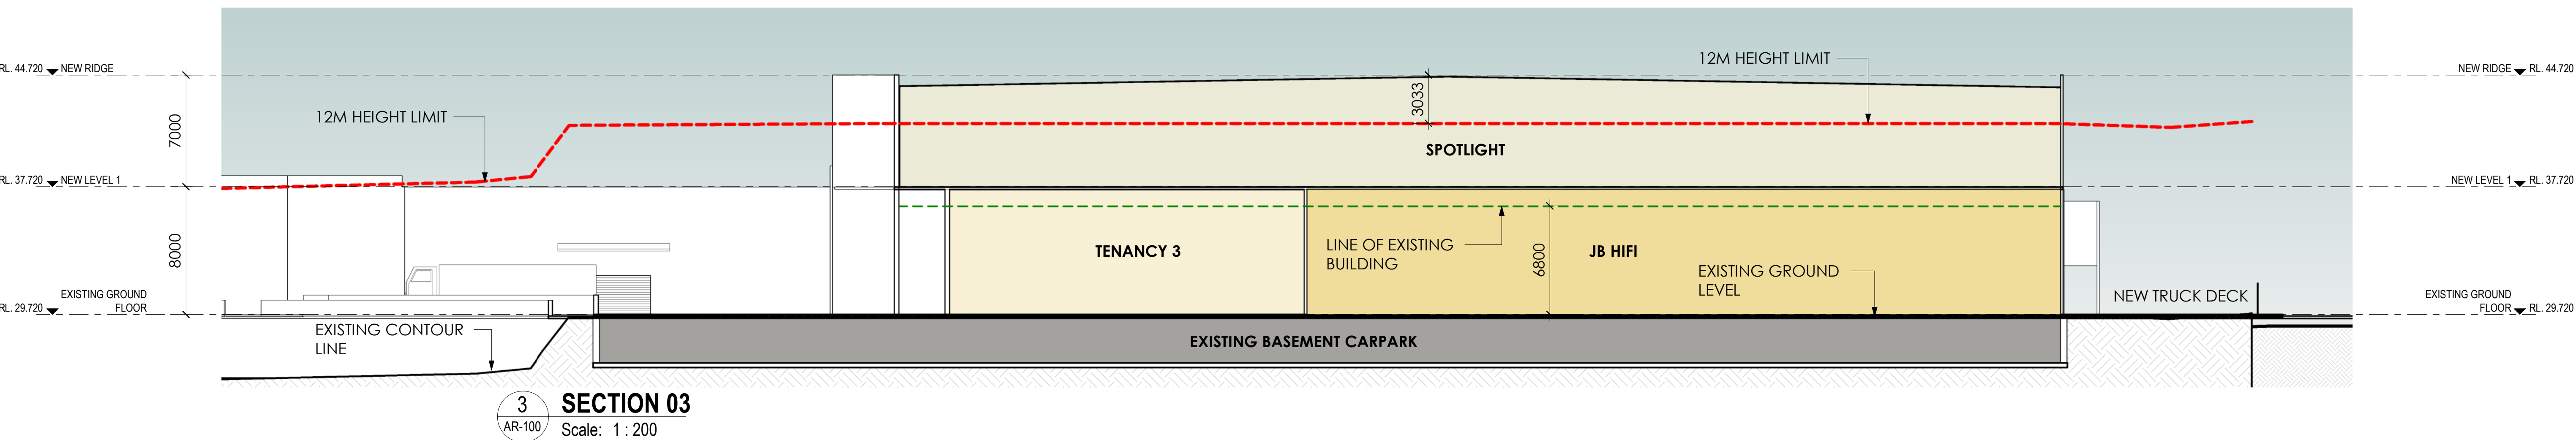 RL. 44.720 NEW RIDGE
12M HEIGHT LIMIT
NEW RIDGE RL. 44.720
12M HEIGHT LIMIT
3033
7000
SPOTLIGHT
RL. 37.720 NEW LEVEL 1
NEW LEVEL 1 RL. 37.720
8000
TENANCY 3
LINE OF EXISTING
BUILDING
6800
JB HIFI
EXISTING GROUND
LEVEL
NEW TRUCK DECK
EXISTING GROUND
RL. 29.720 FLOOR
EXISTING GROUND
FLOOR RL. 29.720
EXISTING CONTOUR
LINE
EXISTING BASEMENT CARPARK
3
AR-100
SECTION 03
Scale: 1 : 200